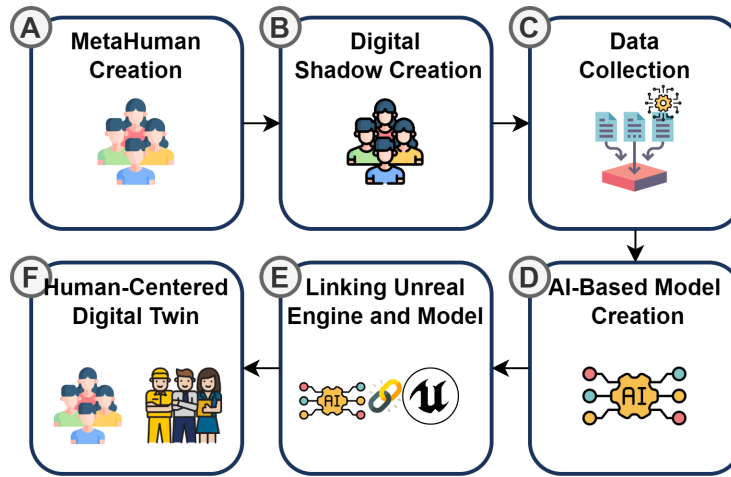 A
MetaHuman
Creation
B
Digital
Shadow Creation
C
Data
Collection
F
Human-Centered
Digital Twin
E
Linking Unreal
Engine and Model
AI
D
AI-Based Model
Creation
AI